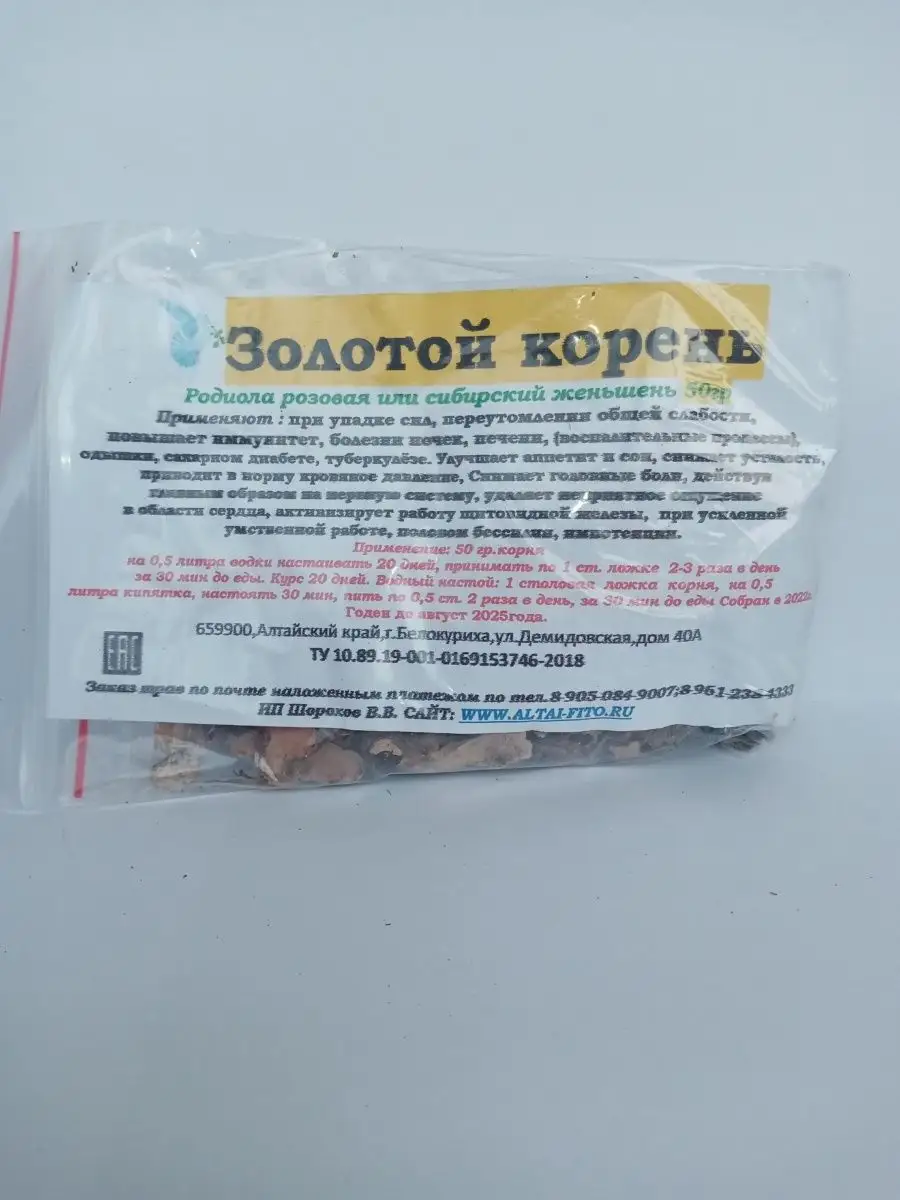 Золотой корень
Родиола розовая или сибирский женьшень 50гр
Применяют : при упадке сил, переутомлении общей слабости,
повышает иммунитет, болезни почек, печени, (воспалительные процессы),
одышки, сахарном диабете, туберкулёзе. Улучшает аппетит и сон, снижает усталость,
приводит в норму кровяное давление, Снимает головные боли, действуя
главным образом на нервную систему, удаляет неприятное ощущение
в области сердца, активизирует работу щитовидной железы, при усиленной
умственной работе, половом бессилии, импотенции.
Применение: 50 гр.корня
на 0,5 литра водки настаивать 20 дней, принимать по 1 ст. ложке 2-3 раза в день
за 30 мин до еды. Курс 20 дней. Водный настой: 1 столовая ложка корня, на 0,5
литра кипятка, настоять 30 мин, пить по 0,5 ст. 2 раза в день, за 30 мин до еды Собран в 2022г.
Годен до август 2025года.
659900,Алтайский край,г.Белокуриха,ул.Демидовская,дом 40А
EAC
ТУ 10.89.19-001-0169153746-2018
Заказ трав по почте наложенным платежом по тел. 8 905 084 9007;8 961 4333
ИП Шорохов В.В. САЙТ: WWW.ALTAI-FITO.RU